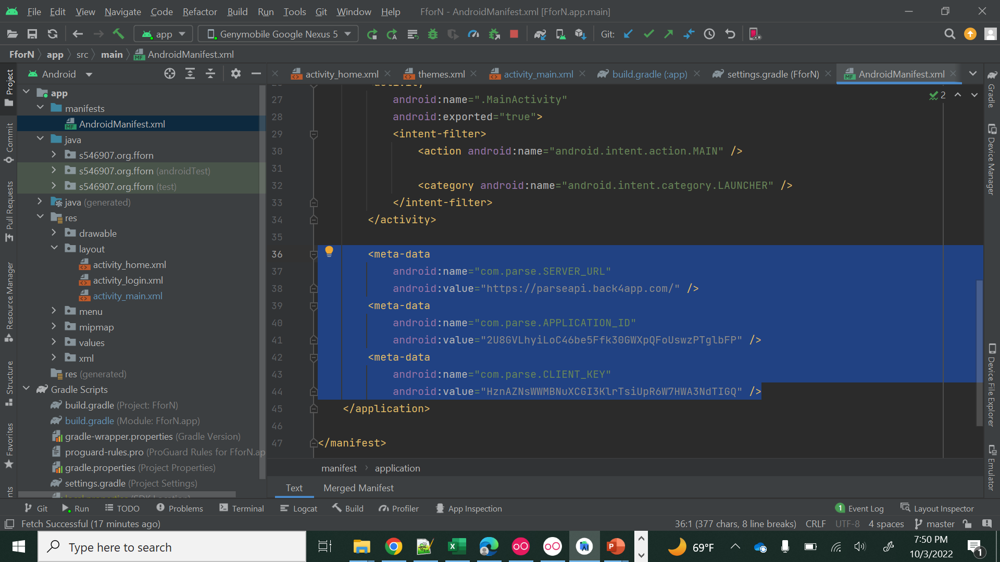 File Edit View Navigate Code Refactor Build Run Tools Git Window Help FforN - AndroidManifest.xml [FforN.app.main]
app Genymobile Google Nexus 5 Git:
FforN app src main AndroidManifest.xml
Android
activity_home.xml themes.xml activity_main.xml build.gradle (:app) settings.gradle (FforN) AndroidManifest.xml
Project
Commit
Pull Requests
Resource Manager
Structure
Favorites
app
manifests
AndroidManifest.xml
java
s546907.org.fforn
s546907.org.fforn (androidTest)
s546907.org.fforn (test)
java (generated)
res
drawable
layout
activity_home.xml
activity_login.xml
activity_main.xml
menu
mipmap
values
xml
res (generated)
Gradle Scripts
build.gradle (Project: FforN)
build.gradle (Module: FforN.app)
gradle-wrapper.properties (Gradle Version)
proguard-rules.pro (ProGuard Rules for FforN.ap
gradle.properties (Project Properties)
settings.gradle (Project Settings)
2
27 android:name=".MainActivity"
28 android:exported="true">
29 <intent-filter>
30 <action android:name="android.intent.action.MAIN" />
31
32 <category android:name="android.intent.category.LAUNCHER" />
33 </intent-filter>
34 </activity>
35
36 <meta-data
37 android:name="com.parse.SERVER_URL"
38 android:value="https://parseapi.back4app.com/" />
39 <meta-data
40 android:name="com.parse.APPLICATION_ID"
41 android:value="2U8GVLhyiLoC46be5Ffk30GWXpQFoUswzPTglbFP" />
42 <meta-data
43 android:name="com.parse.CLIENT_KEY"
44 android:value="HznAZNsWWMBNuXCGI3KlrTsiUpR6W7HWA3NdTIGQ" />
45 </application>
46
47 </manifest>
manifest application
Text Merged Manifest
Gradle
Device Manager
Device File Explorer
Emulator
Git Run TODO Problems Terminal Logcat Build Profiler App Inspection 1 Event Log Layout Inspector
Fetch Successful (17 minutes ago) 36:1 (377 chars, 8 line breaks) CRLF UTF-8 4 spaces master
Type here to search
69°F
7:50 PM
10/3/2022
1